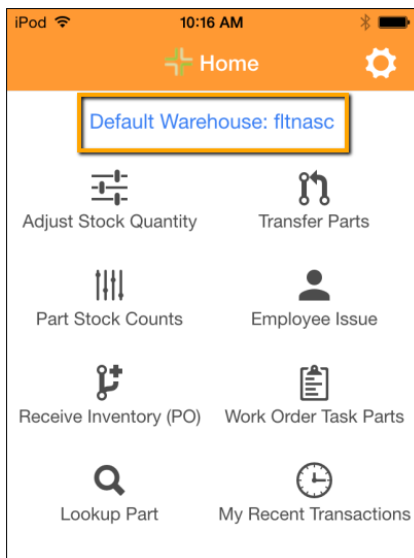 iPod 10:16 AM
Home
Default Warehouse: fltnasc
Adjust Stock Quantity Transfer Parts
Part Stock Counts Employee Issue
Receive Inventory (PO) Work Order Task Parts
Lookup Part My Recent Transactions